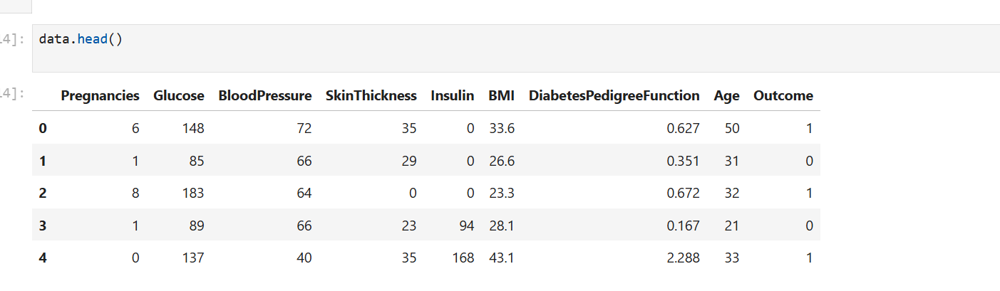 4]:
data.head()
4]:
Pregnancies Glucose BloodPressure SkinThickness Insulin BMI DiabetesPedigreeFunction Age Outcome
0 6 148 72 35 0 33.6 0.627 50 1
1 1 85 66 29 0 26.6 0.351 31 0
2 8 183 64 0 0 23.3 0.672 32 1
3 1 89 66 23 94 28.1 0.167 21 0
4 0 137 40 35 168 43.1 2.288 33 1